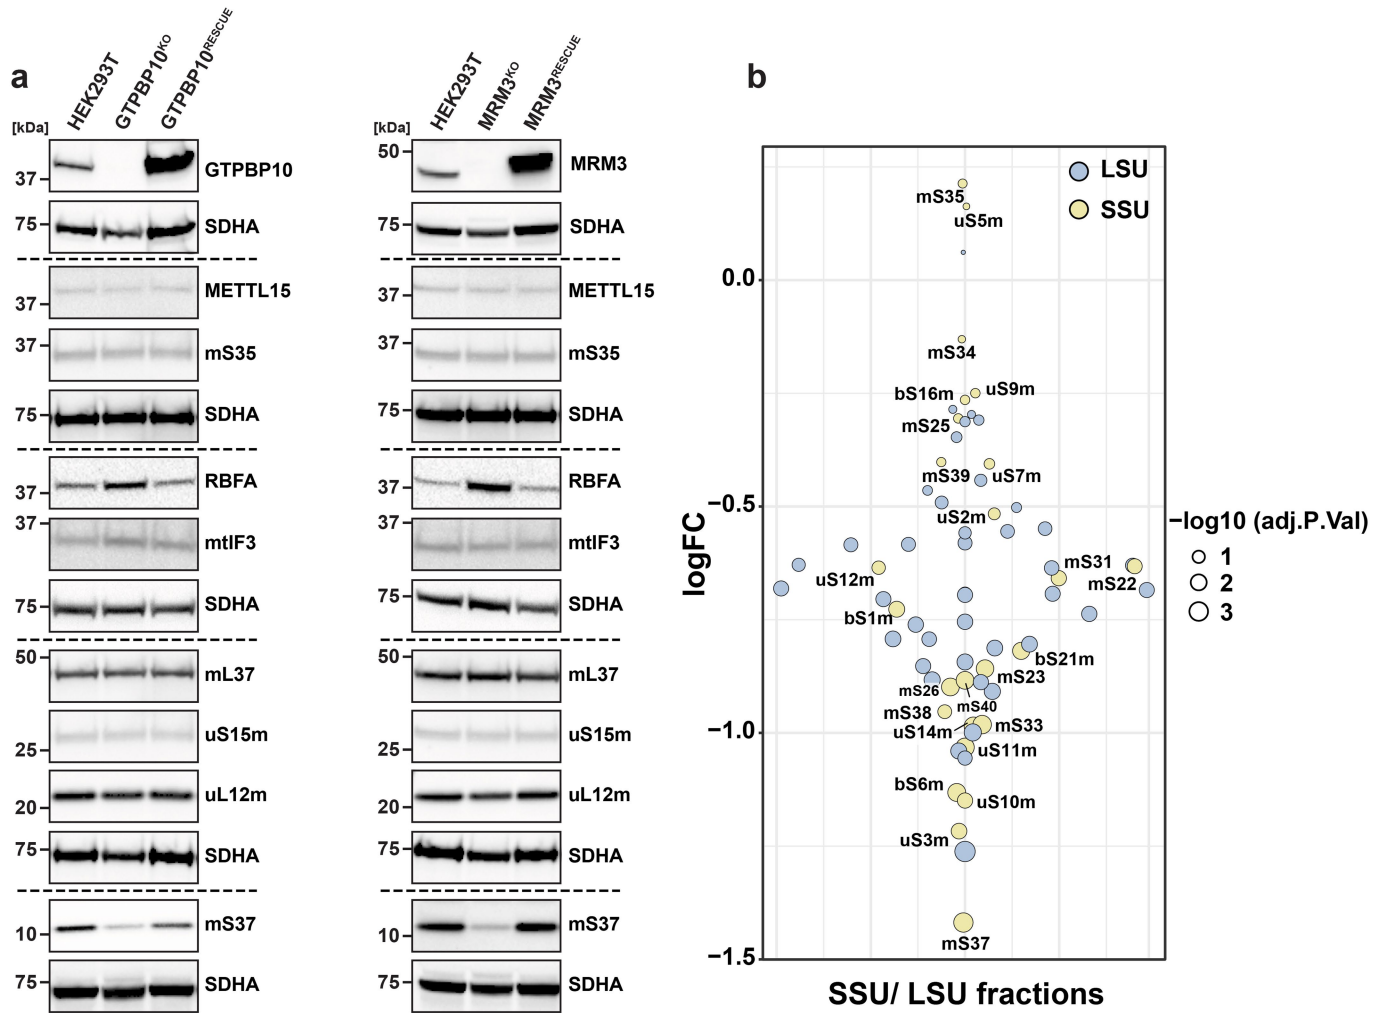 a
HEK293T
GTPBP10KO
GTPBP10RESCUE
[kDa]
37
GTPBP10
75
SDHA
37
METTL15
37
mS35
75
SDHA
37
RBFA
37
mtIF3
75
SDHA
50
mL37
25
uS15m
20
uL12m
75
SDHA
10
mS37
75
SDHA
HEK293T
MRM3KO
MRM3RESCUE
[kDa]
50
MRM3
75
SDHA
37
METTL15
37
mS35
75
SDHA
37
RBFA
37
mtIF3
75
SDHA
50
mL37
25
uS15m
20
uL12m
75
SDHA
10
mS37
75
SDHA
b
LSU
SSU
mS35
uS5m
0.0
mS34
bS16m
uS9m
mS25
mS39
uS7m
−0.5
uS2m
logFC
−log10 (adj.P.Val)
1
2
3
mS31
uS12m
mS22
bS1m
bS21m
mS23
mS26
mS40
mS38
uS14m
mS33
−1.0
uS11m
bS6m
uS10m
uS3m
mS37
−1.5
SSU/ LSU fractions